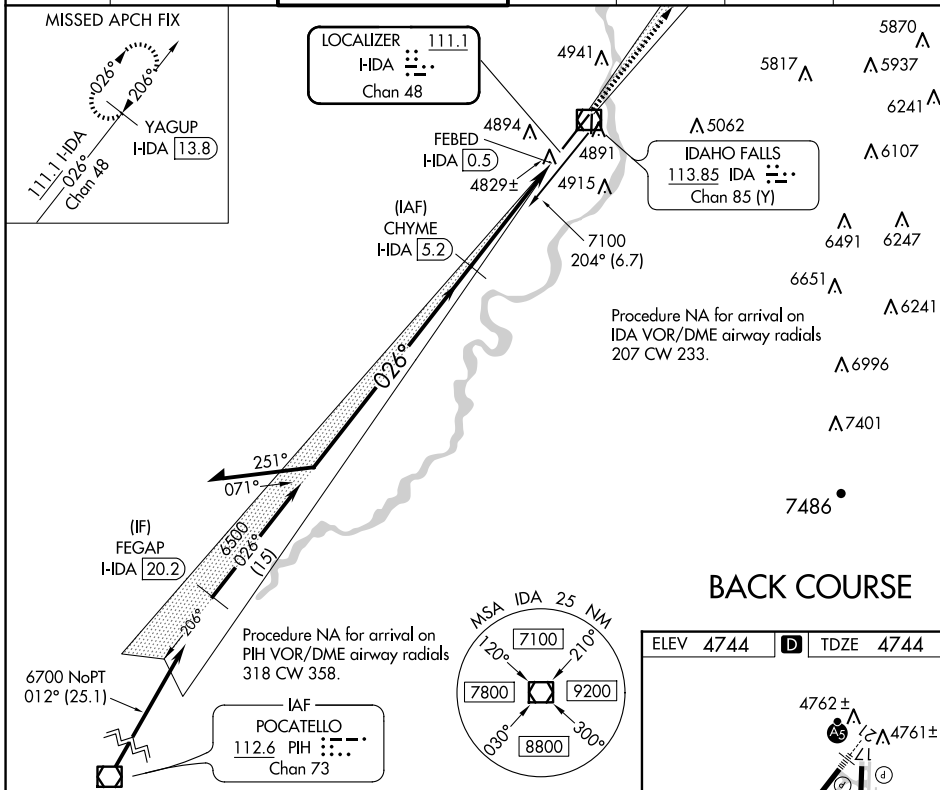 MISSED APCH FIX
026°
206°
YAGUP
I-IDA 13.8
111.1 I-IDA
026°
Chan 48
LOCALIZER 111.1
I-IDA
Chan 48
4941
5870
5817
5937
6241
4894
5062
FEBED
I-IDA 0.5
4891
6107
4829±
4915
IDAHO FALLS
113.85 IDA
Chan 85 (Y)
(IAF)
CHYME
I-IDA 5.2
7100
204° (6.7)
6491
6247
6651
6241
Procedure NA for arrival on
IDA VOR/DME airway radials
207 CW 233.
026°
6996
7401
251°
071°
7486
(IF)
FEGAP
I-IDA 20.2
6500
026°
(15)
206°
BACK COURSE
Procedure NA for arrival on
PIH VOR/DME airway radials
318 CW 358.
6700 NoPT
012° (25.1)
IAF
POCATELLO
112.6 PIH
Chan 73
MSA IDA 25 NM
120°
7100
210°
7800
9200
030°
8800
300°
ELEV 4744 D TDZE 4744
4762±
A5
21
4761±
17
P
P